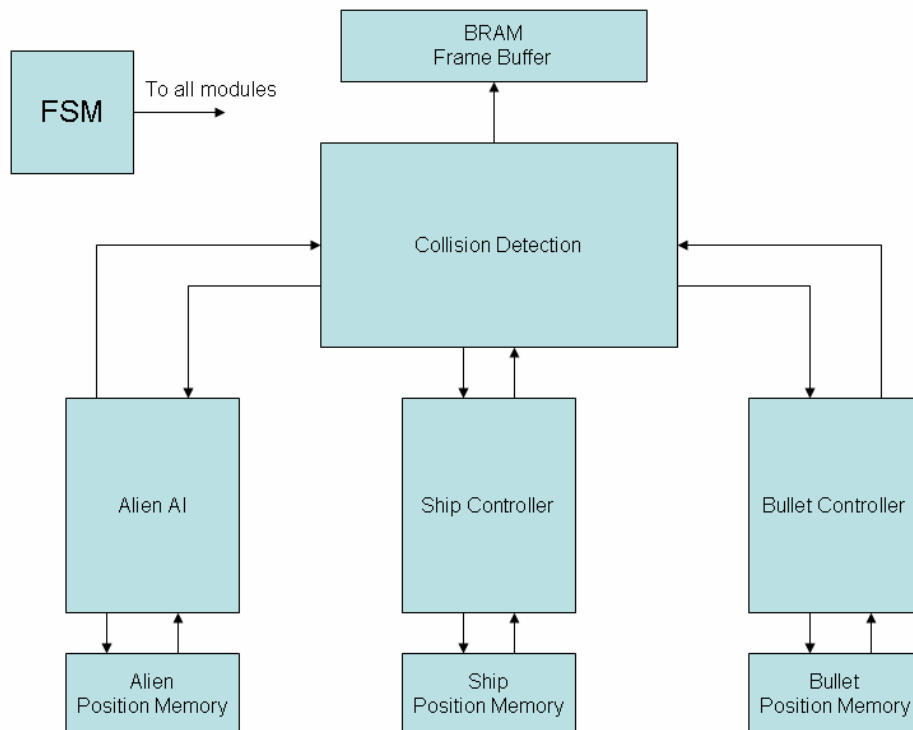 BRAM
Frame Buffer
FSM
To all modules
Collision Detection
Alien AI
Ship Controller
Bullet Controller
Alien
Position Memory
Ship
Position Memory
Bullet
Position Memory